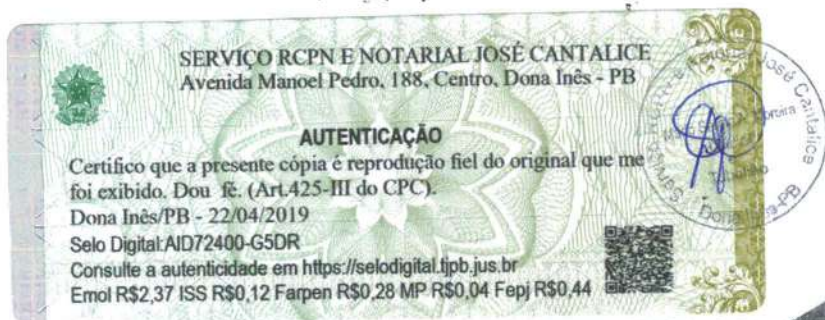 SERVIÇO RCPN E NOTARIAL JOSÉ CANTALICE
Avenida Manoel Pedro, 188, Centro, Dona Inês - PB
AUTENTICAÇÃO
Certifico que a presente cópia é reprodução fiel do original que me
foi exibido. Dou fé. (Art.425-III do CPC).
Dona Inês/PB - 22/04/2019
Selo Digital:AID72400-G5DR
Consulte a autenticidade em https://selodigital.tjpb.jus.br
Emol R$2,37 ISS R$0,12 Farpen R$0,28 MP R$0,04 Fepj R$0,44
José Cantalice